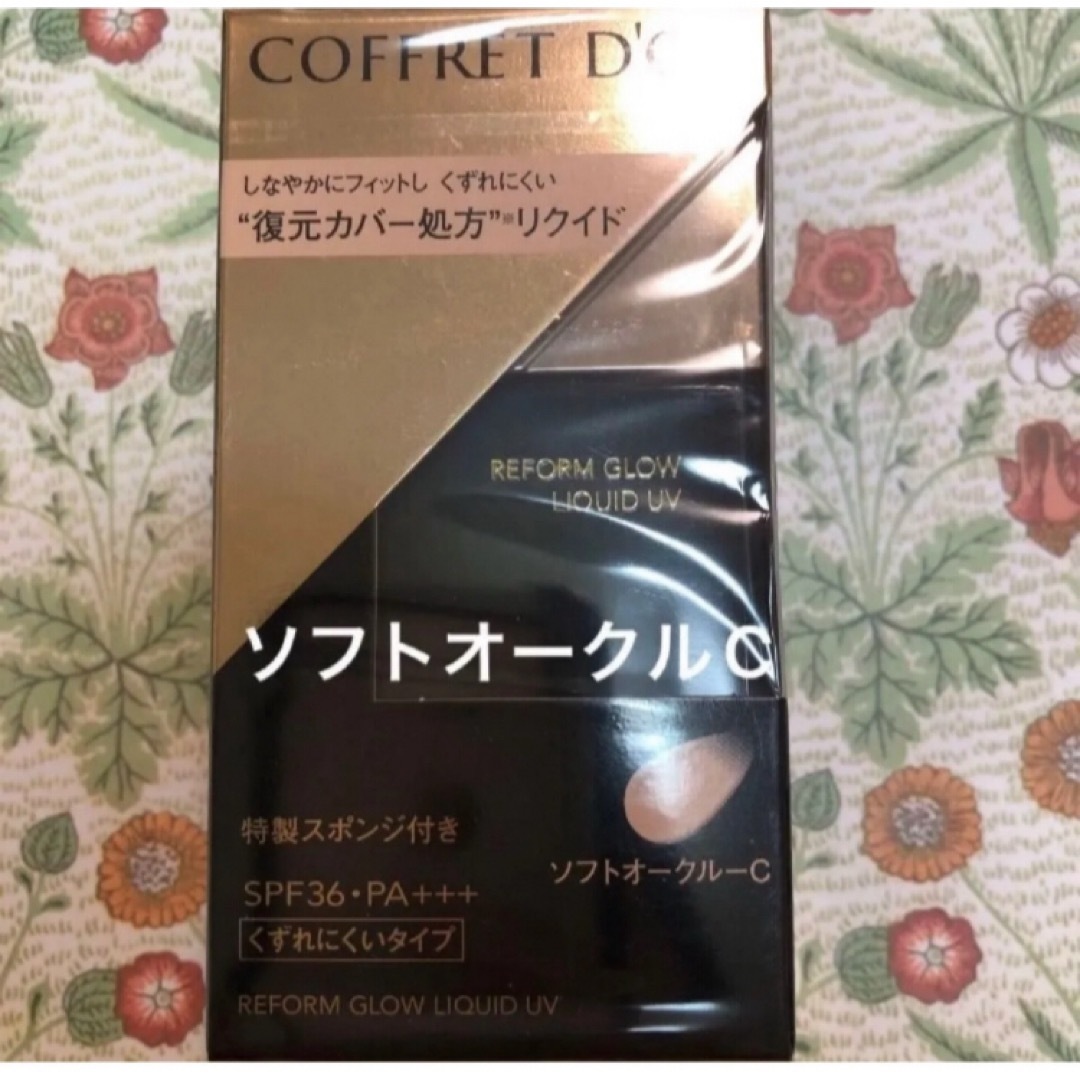 COFFRET D'
しなやかにフィットし くずれにくい
“復元カバー処方”※リクイド
REFORM GLOW
LIQUID UV
ソフトオークルC
特製スポンジ付き
ソフトオークルーC
SPF36・PA+++
くずれにくいタイプ
REFORM GLOW LIQUID UV